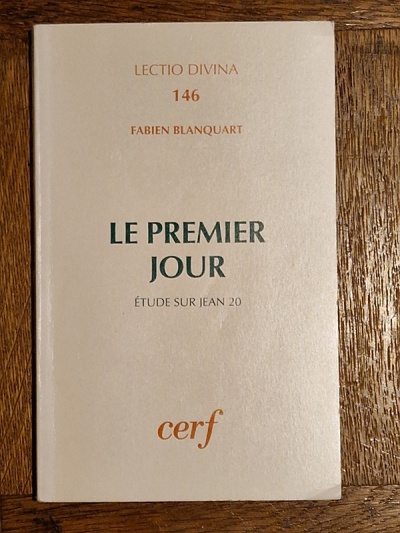 LECTIO DIVINA
146
FABIEN BLANQUART
LE PREMIER
JOUR
ÉTUDE SUR JEAN 20
cerf